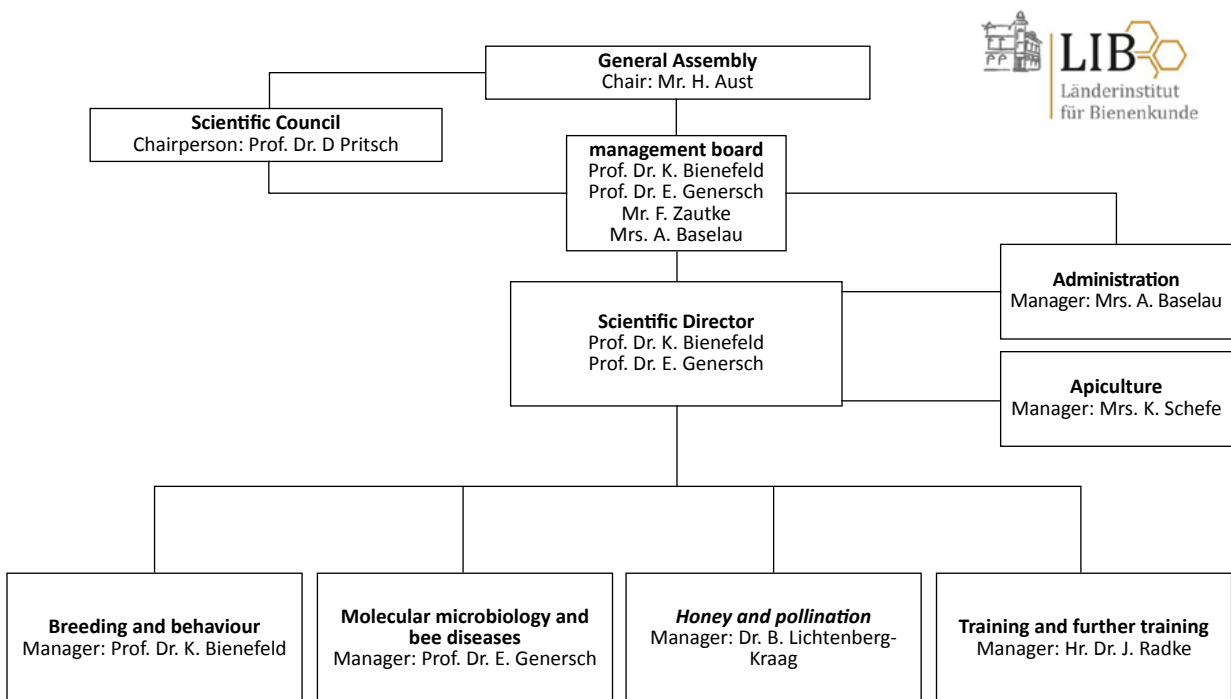 LIB
Länderinstitut
für Bienenkunde
General Assembly
Chair: Mr. H. Aust
Scientific Council
Chairperson: Prof. Dr. D Pritsch
management board
Prof. Dr. K. Bienefeld
Prof. Dr. E. Genersch
Mr. F. Zautke
Mrs. A. Baselau
Administration
Manager: Mrs. A. Baselau
Scientific Director
Prof. Dr. K. Bienefeld
Prof. Dr. E. Genersch
Apiculture
Manager: Mrs. K. Schefe
Breeding and behaviour
Manager: Prof. Dr. K. Bienefeld
Molecular microbiology and
bee diseases
Manager: Prof. Dr. E. Genersch
Honey and pollination
Manager: Dr. B. Lichtenberg-
Kraag
Training and further training
Manager: Hr. Dr. J. Radke